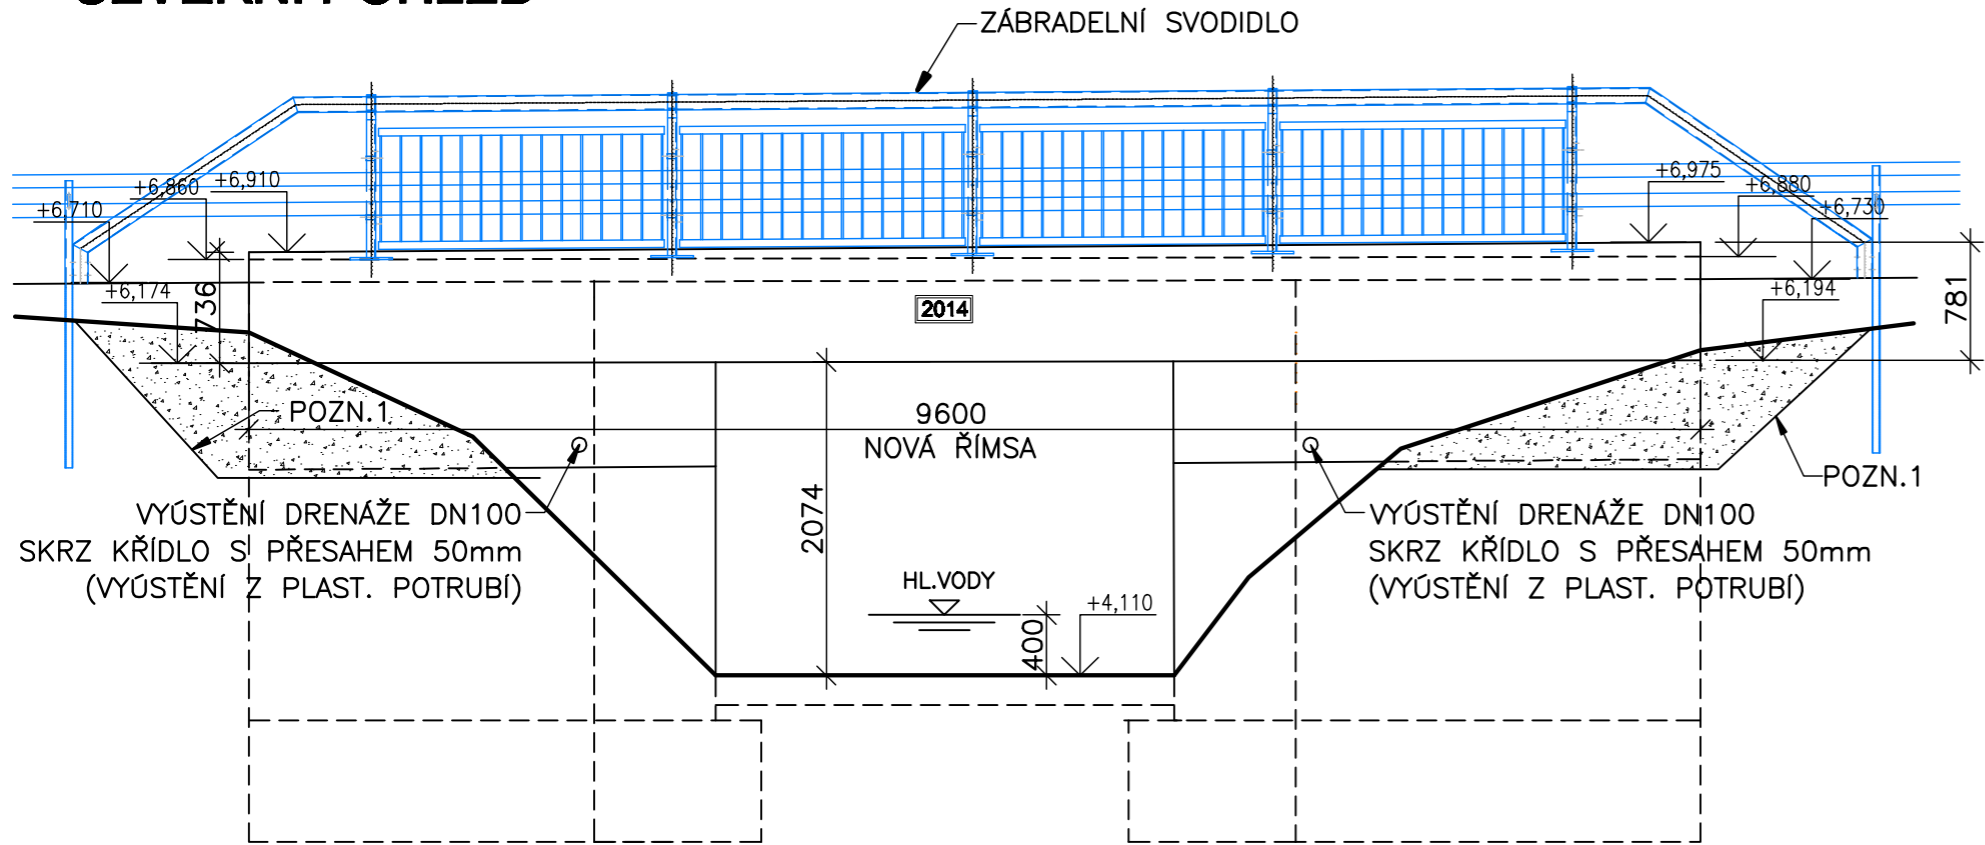 ZÁBRADELNÍ SVODIDLO
+6,860
+6,910
+6,710
+6,975
+6,880
+6,730
+6,174
736
2014
+6,194
781
POZN.1
9600
NOVÁ ŘÍMSA
POZN.1
2074
VYÚSTĚNÍ DRENÁŽE DN100
SKRZ KŘÍDLO S PŘESAHEM 50mm
(VYÚSTĚNÍ Z PLAST. POTRUBÍ)
VYÚSTĚNÍ DRENÁŽE DN100
SKRZ KŘÍDLO S PŘESAHEM 50mm
(VYÚSTĚNÍ Z PLAST. POTRUBÍ)
HL.VODY
+4,110
400